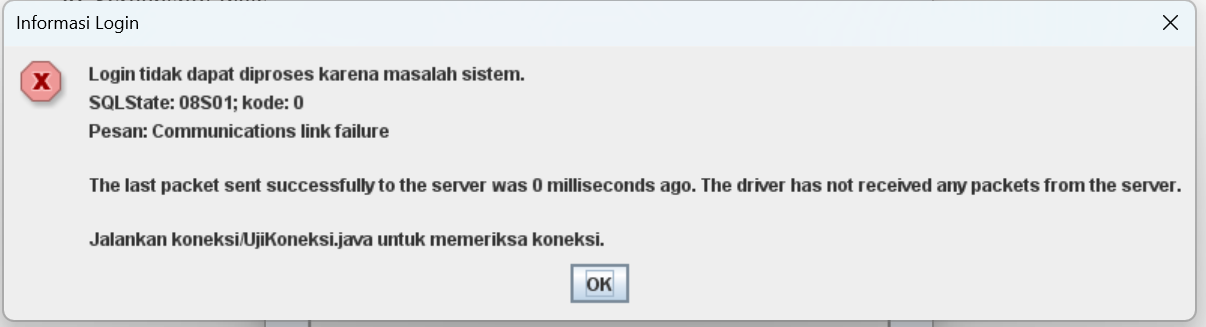 Informasi Login
Login tidak dapat diproses karena masalah sistem.
SQLState: 08S01; kode: 0
Pesan: Communications link failure
The last packet sent successfully to the server was 0 milliseconds ago. The driver has not received any packets from the server.
Jalankan koneksi/UjiKoneksi.java untuk memeriksa koneksi.
OK